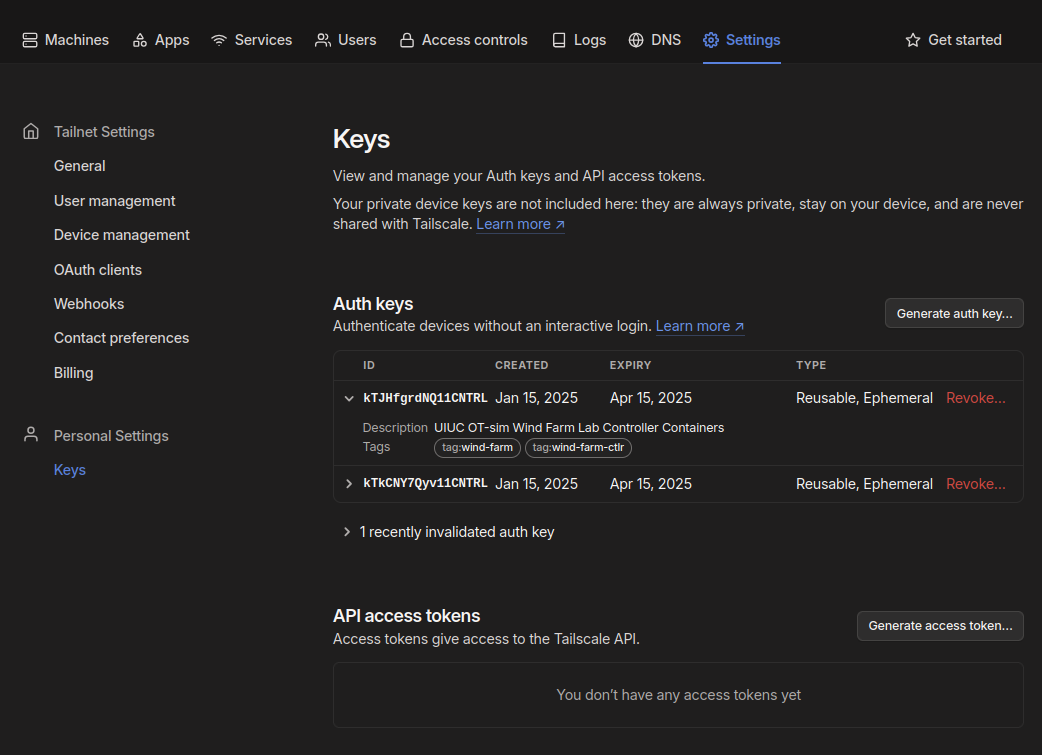 Machines Apps Services Users Access controls Logs DNS Settings Get started
Tailnet Settings
General
User management
Device management
OAuth clients
Webhooks
Contact preferences
Billing
Personal Settings
Keys
Keys
View and manage your Auth keys and API access tokens.
Your private device keys are not included here: they are always private, stay on your device, and are never
shared with Tailscale. Learn more ↗
Auth keys
Authenticate devices without an interactive login. Learn more ↗
Generate auth key...
ID CREATED EXPIRY TYPE
kTJHfgrdNQ11CNTRL Jan 15, 2025 Apr 15, 2025 Reusable, Ephemeral Revoke...
Description UIUC OT-sim Wind Farm Lab Controller Containers
Tags tag:wind-farm tag:wind-farm-ctlr
kTkCNY7Qyv11CNTRL Jan 15, 2025 Apr 15, 2025 Reusable, Ephemeral Revoke...
1 recently invalidated auth key
API access tokens
Access tokens give access to the Tailscale API.
Generate access token...
You don’t have any access tokens yet